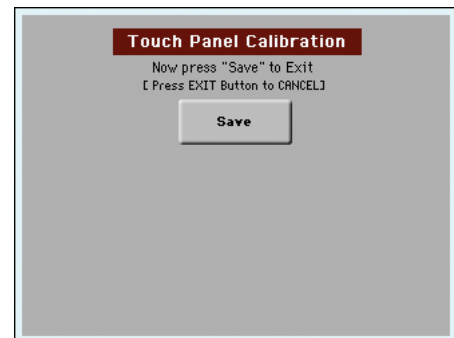 Touch Panel Calibration
Now press "Save" to Exit
[ Press EXIT Button to CANCEL]
Save